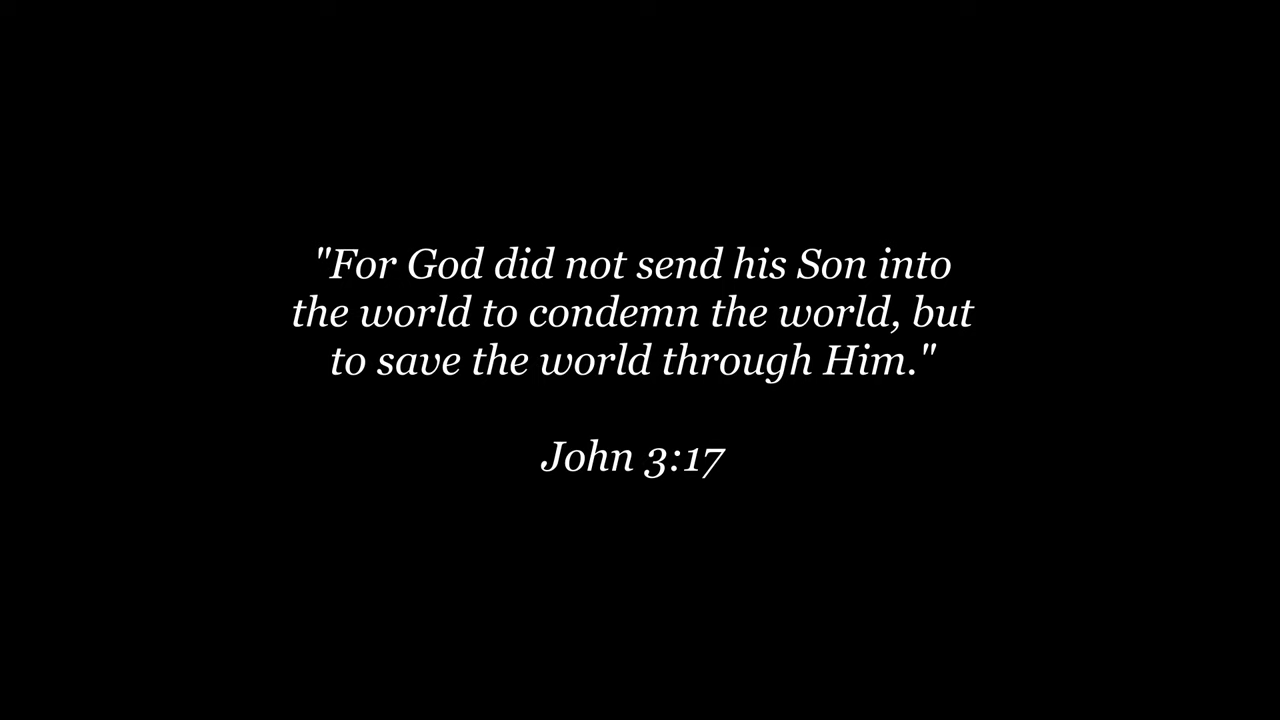 "For God did not send his Son into
the world to condemn the world, but
to save the world through Him."
John 3:17